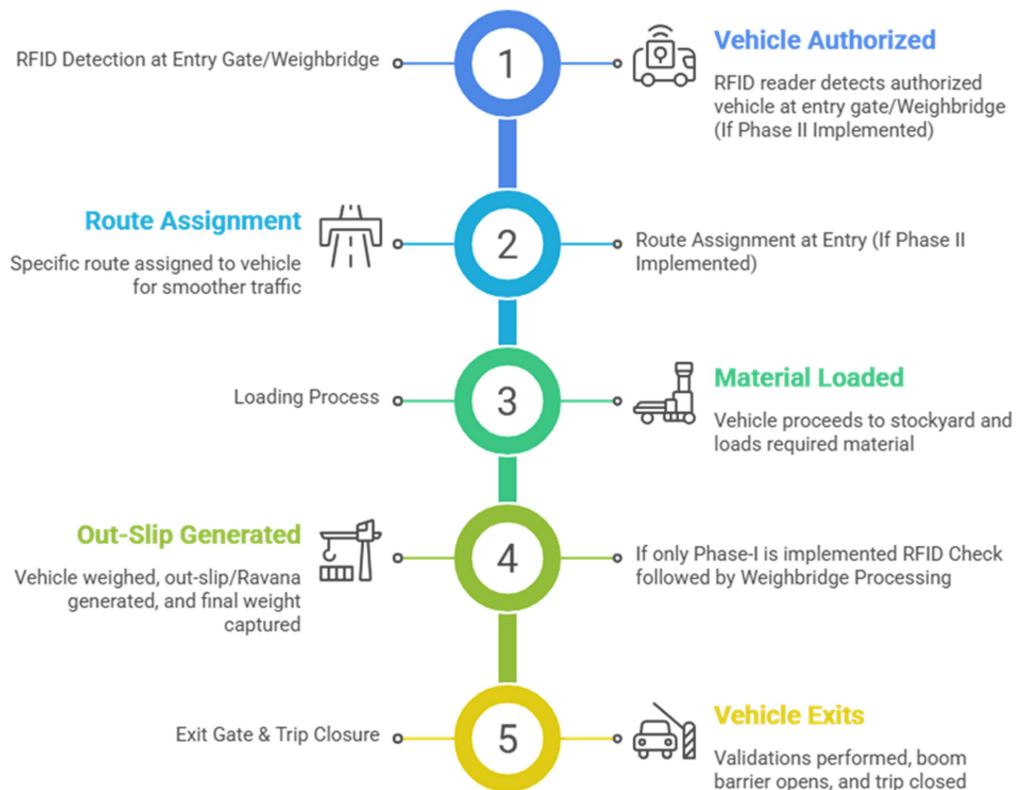 RFID Detection at Entry Gate/Weighbridge
1
Vehicle Authorized
RFID reader detects authorized
vehicle at entry gate/Weighbridge
(If Phase II Implemented)
Route Assignment
Specific route assigned to vehicle
for smoother traffic
2
Route Assignment at Entry (If Phase II
Implemented)
Loading Process
3
Material Loaded
Vehicle proceeds to stockyard and
loads required material
Out-Slip Generated
Vehicle weighed, out-slip/Ravana
generated, and final weight
captured
4
If only Phase-I is implemented RFID Check
followed by Weighbridge Processing
Exit Gate & Trip Closure
5
Vehicle Exits
Validations performed, boom
barrier opens, and trip closed